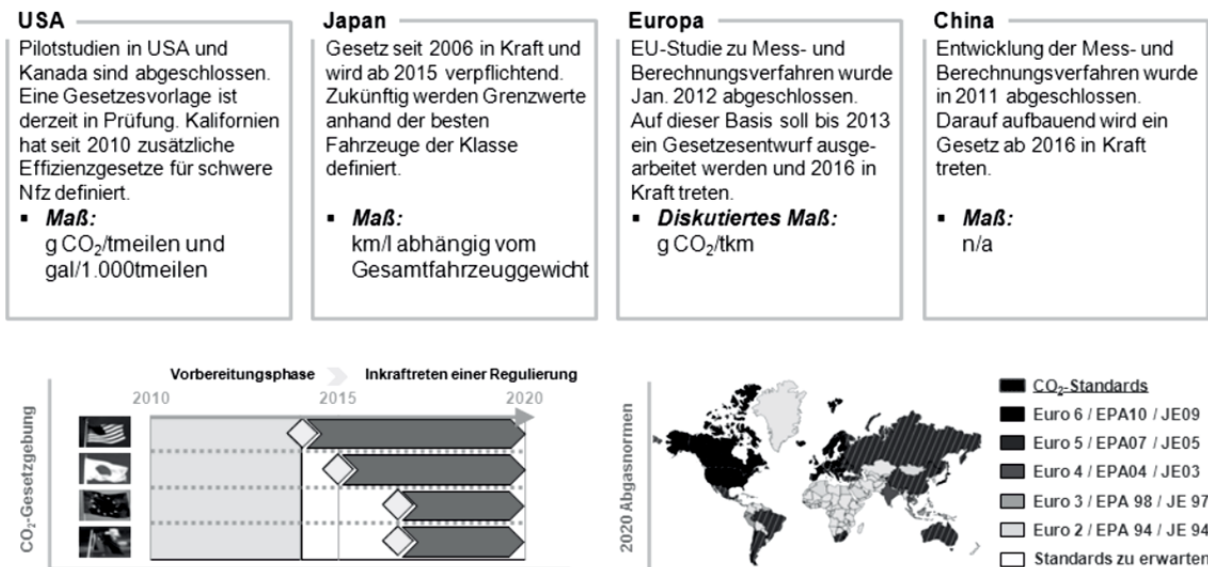 USA
Pilotstudien in USA und
Kanada sind abgeschlossen.
Eine Gesetzesvorlage ist
derzeit in Prüfung. Kalifornien
hat seit 2010 zusätzliche
Effizienzgesetze für schwere
Nfz definiert.
▪ Maß:
g CO₂/tmeilen und
gal/1.000tmeilen
Japan
Gesetz seit 2006 in Kraft und
wird ab 2015 verpflichtend.
Zukünftig werden Grenzwerte
anhand der besten
Fahrzeuge der Klasse
definiert.
▪ Maß:
km/l abhängig vom
Gesamtfahrzeuggewicht
Europa
EU-Studie zu Mess- und
Berechnungsverfahren wurde
Jan. 2012 abgeschlossen.
Auf dieser Basis soll bis 2013
ein Gesetzesentwurf ausge-
arbeitet werden und 2016 in
Kraft treten.
▪ Diskutiertes Maß:
g CO₂/tkm
China
Entwicklung der Mess- und
Berechnungsverfahren wurde
in 2011 abgeschlossen.
Darauf aufbauend wird ein
Gesetz ab 2016 in Kraft
treten.
▪ Maß:
n/a
CO₂-Gesetzgebung
Vorbereitungsphase Inkraftreten einer Regulierung
2010 2015 2020
2020 Abgasnormen
CO₂-Standards
Euro 6 / EPA10 / JE09
Euro 5 / EPA07 / JE05
Euro 4 / EPA04 / JE03
Euro 3 / EPA 98 / JE 97
Euro 2 / EPA 94 / JE 94
Standards zu erwarten